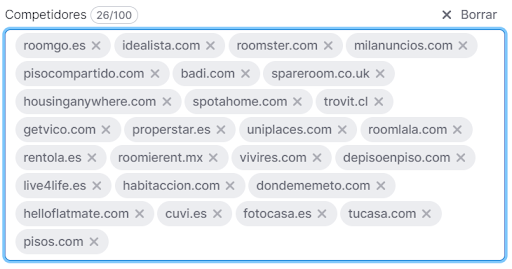 Competidores 26/100 × Borrar
roomgo.es × idealista.com × roomster.com × milanuncios.com ×
pisocompartido.com × badi.com × spareroom.co.uk ×
housinganywhere.com × spotahome.com × trovit.cl ×
getvico.com × properstar.es × uniplaces.com × roomlala.com ×
rentola.es × roomierent.mx × vivires.com × depisoenpiso.com ×
live4life.es × habitaccion.com × dondememeto.com ×
helloflatmate.com × cuvi.es × fotocasa.es × tucasa.com ×
pisos.com ×